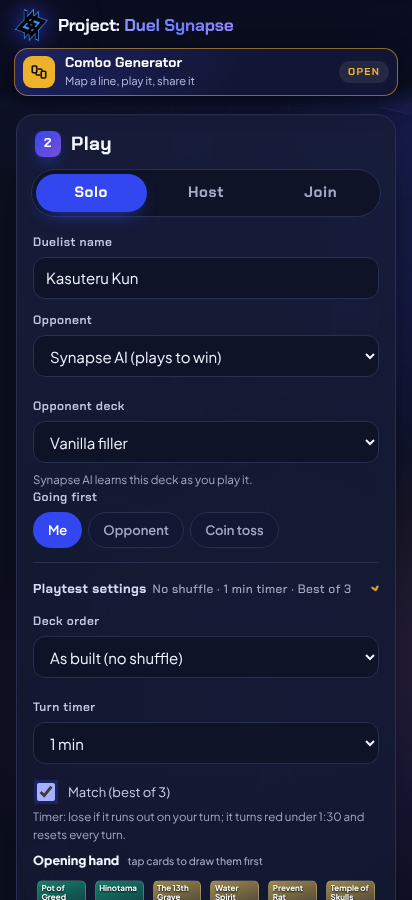 Project: Duel Synapse
Combo Generator
Map a line, play it, share it
OPEN
2 Play
Solo Host Join
Duelist name
Kasuteru Kun
Opponent
Synapse AI (plays to win)
Opponent deck
Vanilla filler
Synapse AI learns this deck as you play it.
Going first
Me Opponent Coin toss
Playtest settings No shuffle · 1 min timer · Best of 3
Deck order
As built (no shuffle)
Turn timer
1 min
Match (best of 3)
Timer: lose if it runs out on your turn; it turns red under 1:30 and
resets every turn.
Opening hand tap cards to draw them first
Pot of Hinotama The 13th Water Prevent Temple of
Greed Grave Spirit Rat Skulls